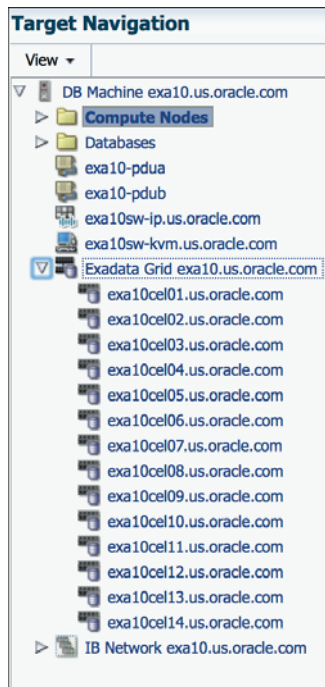 Target Navigation
View
DB Machine exa10.us.oracle.com
Compute Nodes
Databases
exa10-pdua
exa10-pdub
exa10sw-ip.us.oracle.com
exa10sw-kvm.us.oracle.com
Exadata Grid exa10.us.oracle.com
exa10cel01.us.oracle.com
exa10cel02.us.oracle.com
exa10cel03.us.oracle.com
exa10cel04.us.oracle.com
exa10cel05.us.oracle.com
exa10cel06.us.oracle.com
exa10cel07.us.oracle.com
exa10cel08.us.oracle.com
exa10cel09.us.oracle.com
exa10cel10.us.oracle.com
exa10cel11.us.oracle.com
exa10cel12.us.oracle.com
exa10cel13.us.oracle.com
exa10cel14.us.oracle.com
IB Network exa10.us.oracle.com